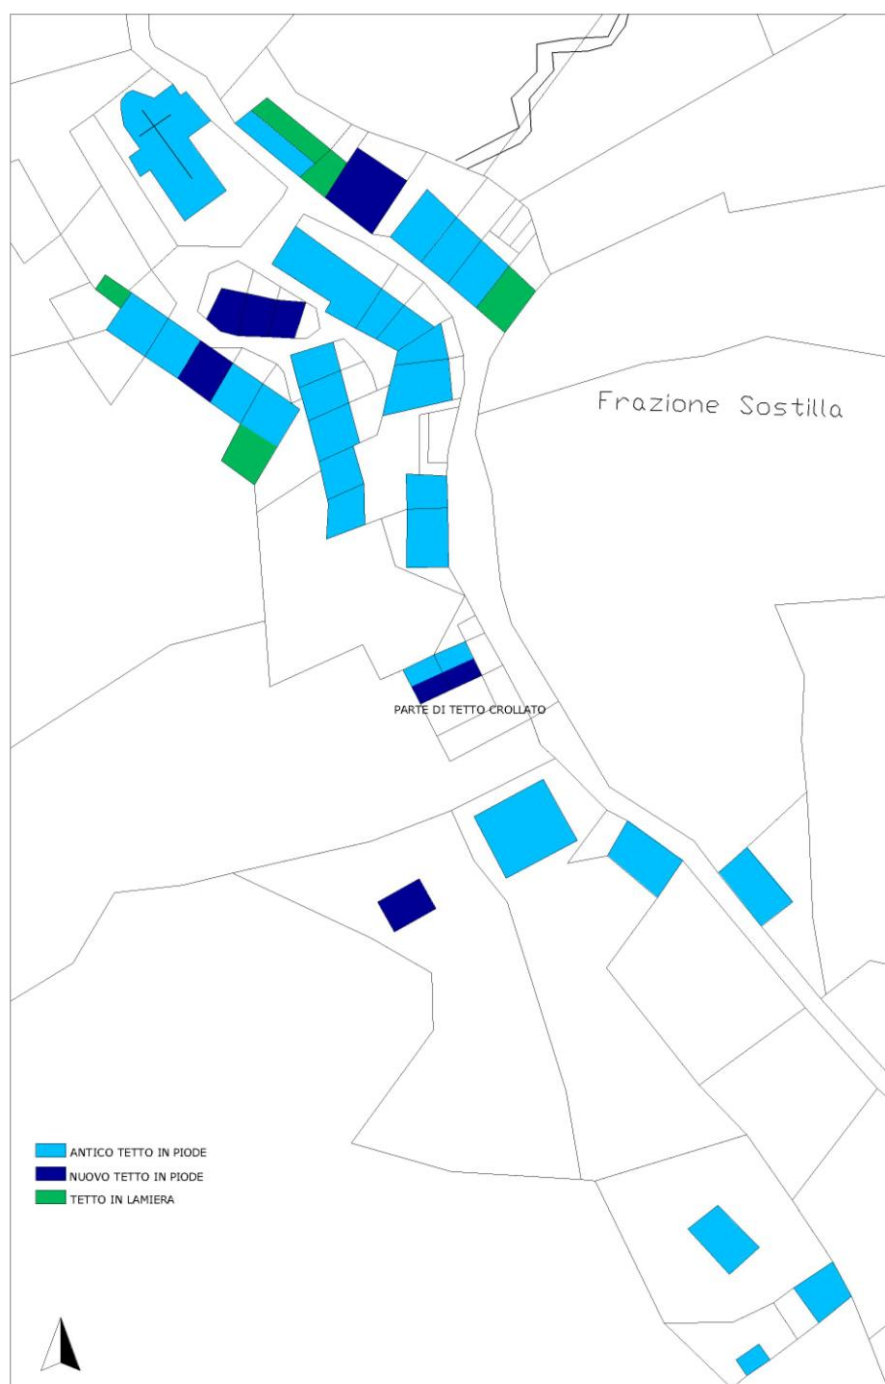 Frazione Sostilla
PARTE DI TETTO CROLLATO
ANTICO TETTO IN PIODE
NUOVO TETTO IN PIODE
TETTO IN LAMIERA